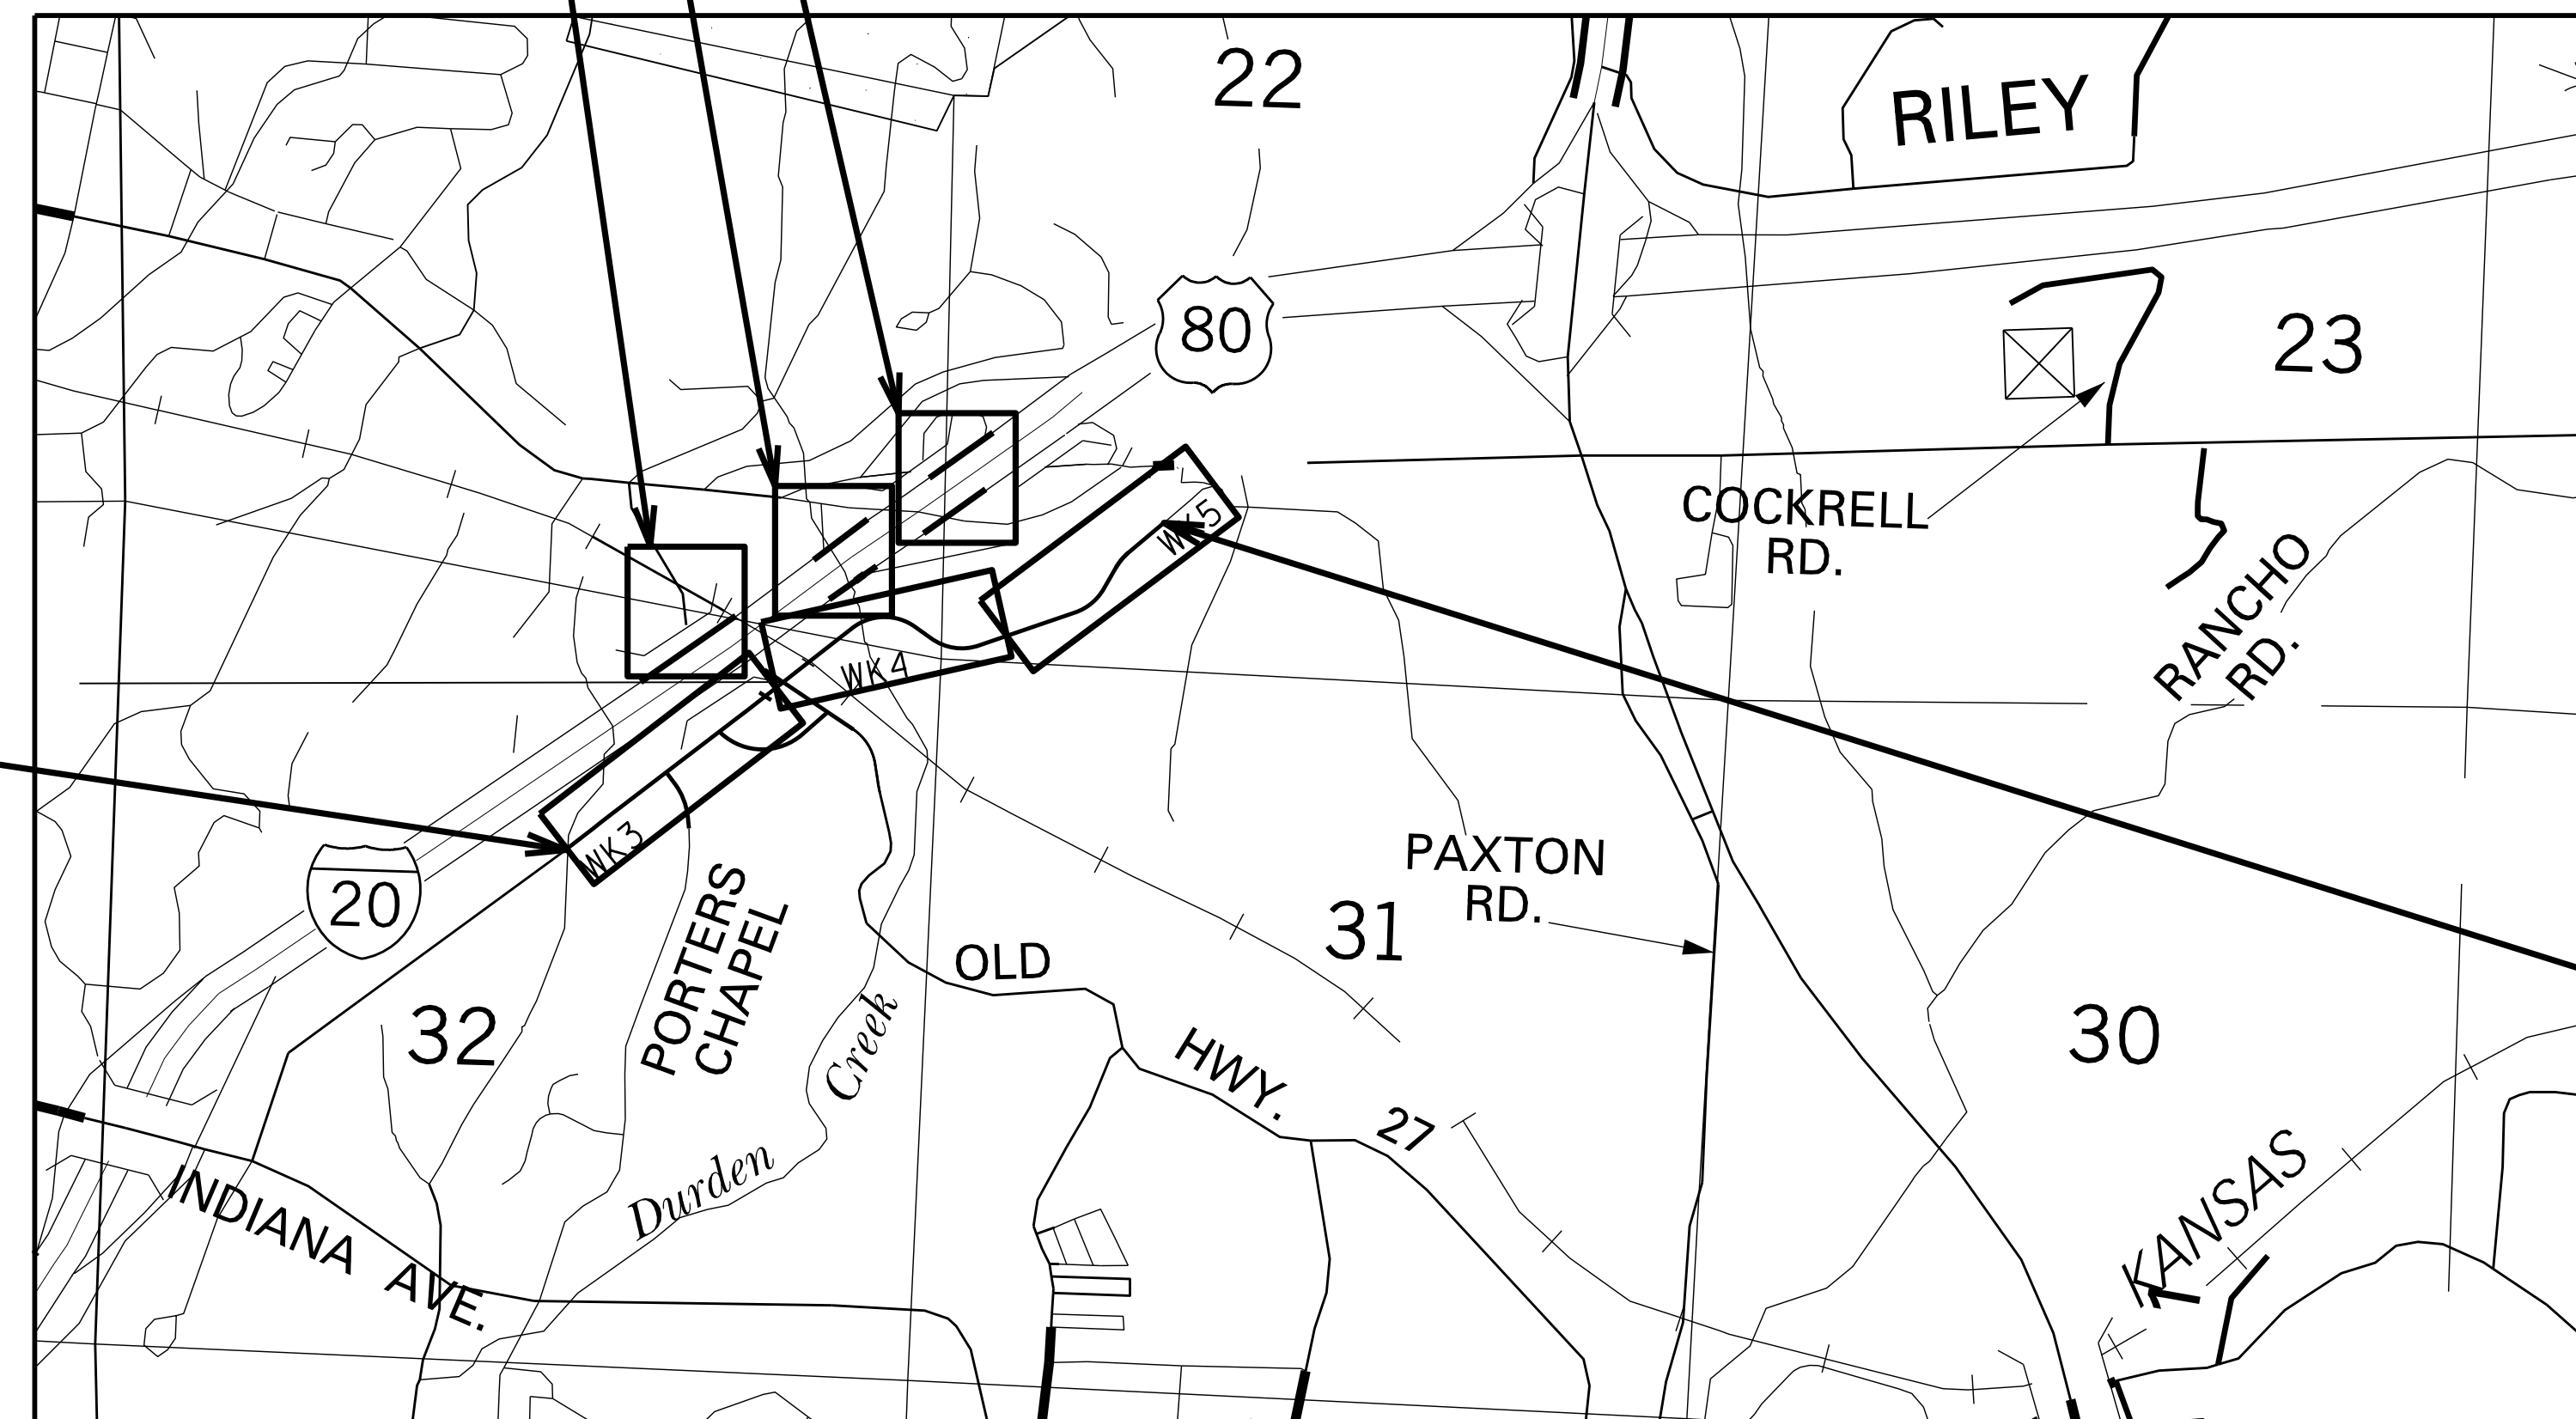 22
RILEY
80
23
COCKRELL
RD.
WK5
RANCHO
RD.
WK4
WK3
20
PORTERS
CHAPEL
PAXTON
RD.
31
OLD
32
Creek
HWY.
30
27
Durden
INDIANA AVE.
KANSAS